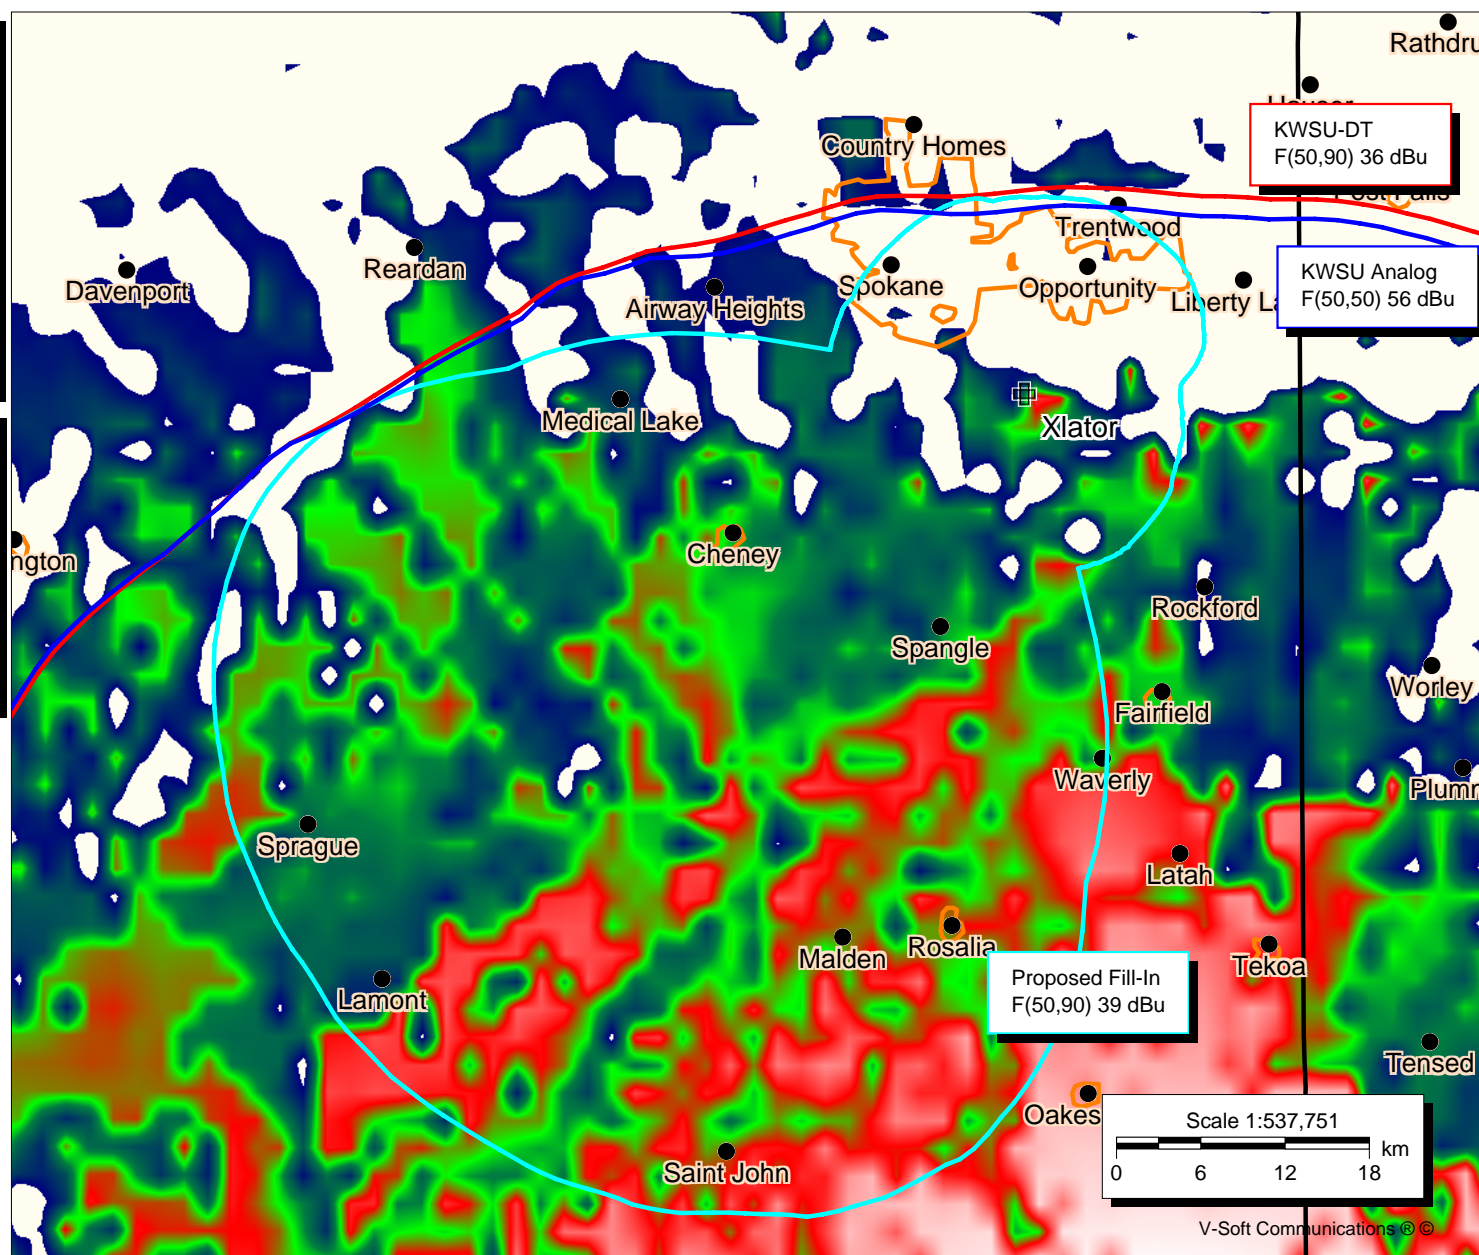 Rathdru
Country Homes
KWSU-DT
F(50,90) 36 dBu
Trentwood
Reardan
Davenport
Spokane
Opportunity
Airway Heights
KWSU Analog
F(50,50) 56 dBu
Medical Lake
Xlator
Cheney
ngton
Rockford
Spangle
Worley
Fairfield
Waverly
Plumn
Sprague
Latah
Malden
Rosalia
Tekoa
Lamont
Proposed Fill-In
F(50,90) 39 dBu
Tensed
Oakes
Scale 1:537,751
km
0 6 12 18
Saint John
V-Soft Communications ® ©